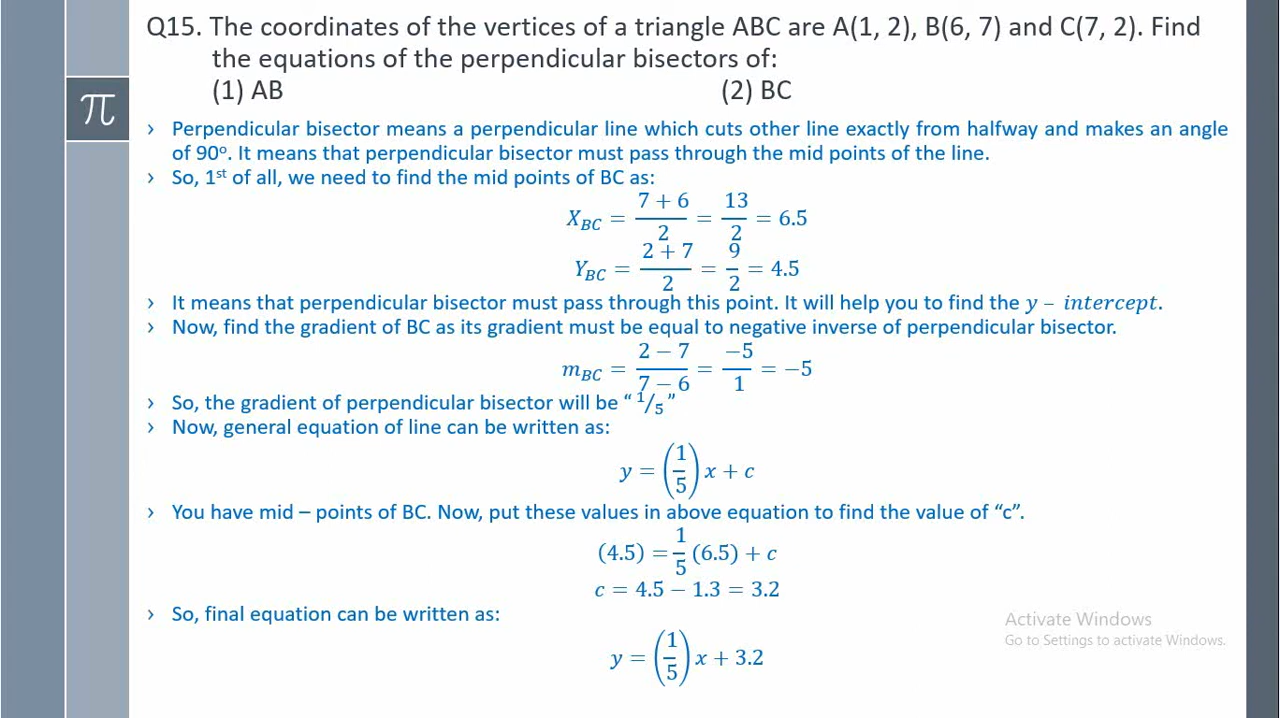 Q15. The coordinates of the vertices of a triangle ABC are A(1, 2), B(6, 7) and C(7, 2). Find
the equations of the perpendicular bisectors of:
(1) AB (2) BC
π
› Perpendicular bisector means a perpendicular line which cuts other line exactly from halfway and makes an angle
of 90º. It means that perpendicular bisector must pass through the mid points of the line.
› So, 1st of all, we need to find the mid points of BC as:
X_BC = (7 + 6)/2 = 13/2 = 6.5
Y_BC = (2 + 7)/2 = 9/2 = 4.5
› It means that perpendicular bisector must pass through this point. It will help you to find the y – intercept.
› Now, find the gradient of BC as its gradient must be equal to negative inverse of perpendicular bisector.
m_BC = (2 − 7)/(7 − 6) = −5/1 = −5
› So, the gradient of perpendicular bisector will be “ 1/5 ”
› Now, general equation of line can be written as:
y = (1/5) x + c
› You have mid – points of BC. Now, put these values in above equation to find the value of “c”.
(4.5) = 1/5 (6.5) + c
c = 4.5 − 1.3 = 3.2
› So, final equation can be written as:
y = (1/5) x + 3.2
Activate Windows
Go to Settings to activate Windows.